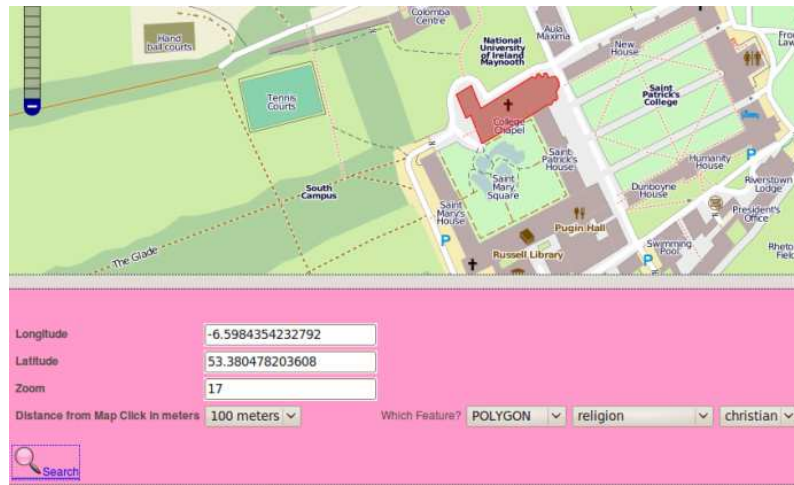 Colomba
Centre
Hand
ball courts
National
University
of Ireland
Maynooth
Aula
Maxima
New
House
Tennis
Courts
Saint
Patrick's
College
College
Chapel
Saint
Patrick's
House
P
Humanity
House
South
Campus
Saint
Mary
Square
Dunboyne
House
Riverstown
Lodge
Saint
Mary's
House
President's
Office
Pugin Hall
P
The Glade
Russell Library
Swimming
Pool
P
Longitude
-6.5984354232792
Latitude
53.380478203608
Zoom
17
Distance from Map Click in meters 100 meters Which Feature? POLYGON religion christian
Search